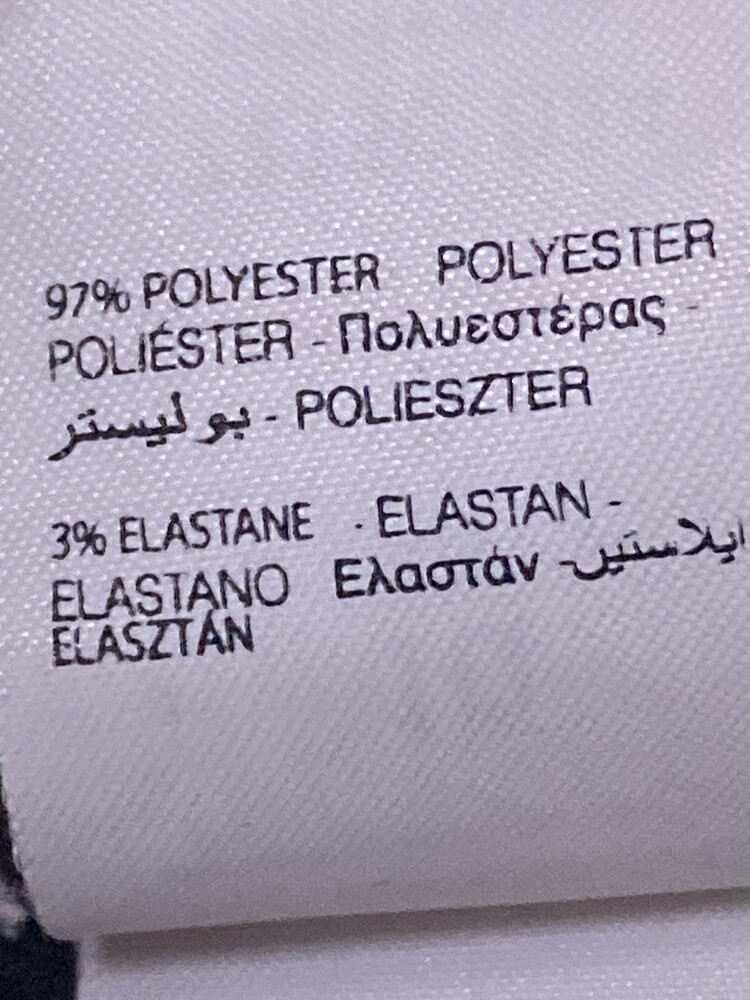 97% POLYESTER POLYESTER
POLIÉSTER - Πολυεστέρας -
بوليستر - POLIESZTER
3% ELASTANE . ELASTAN -
ELASTANO Ελαστάν -ايلاستين
ELASZTÁN